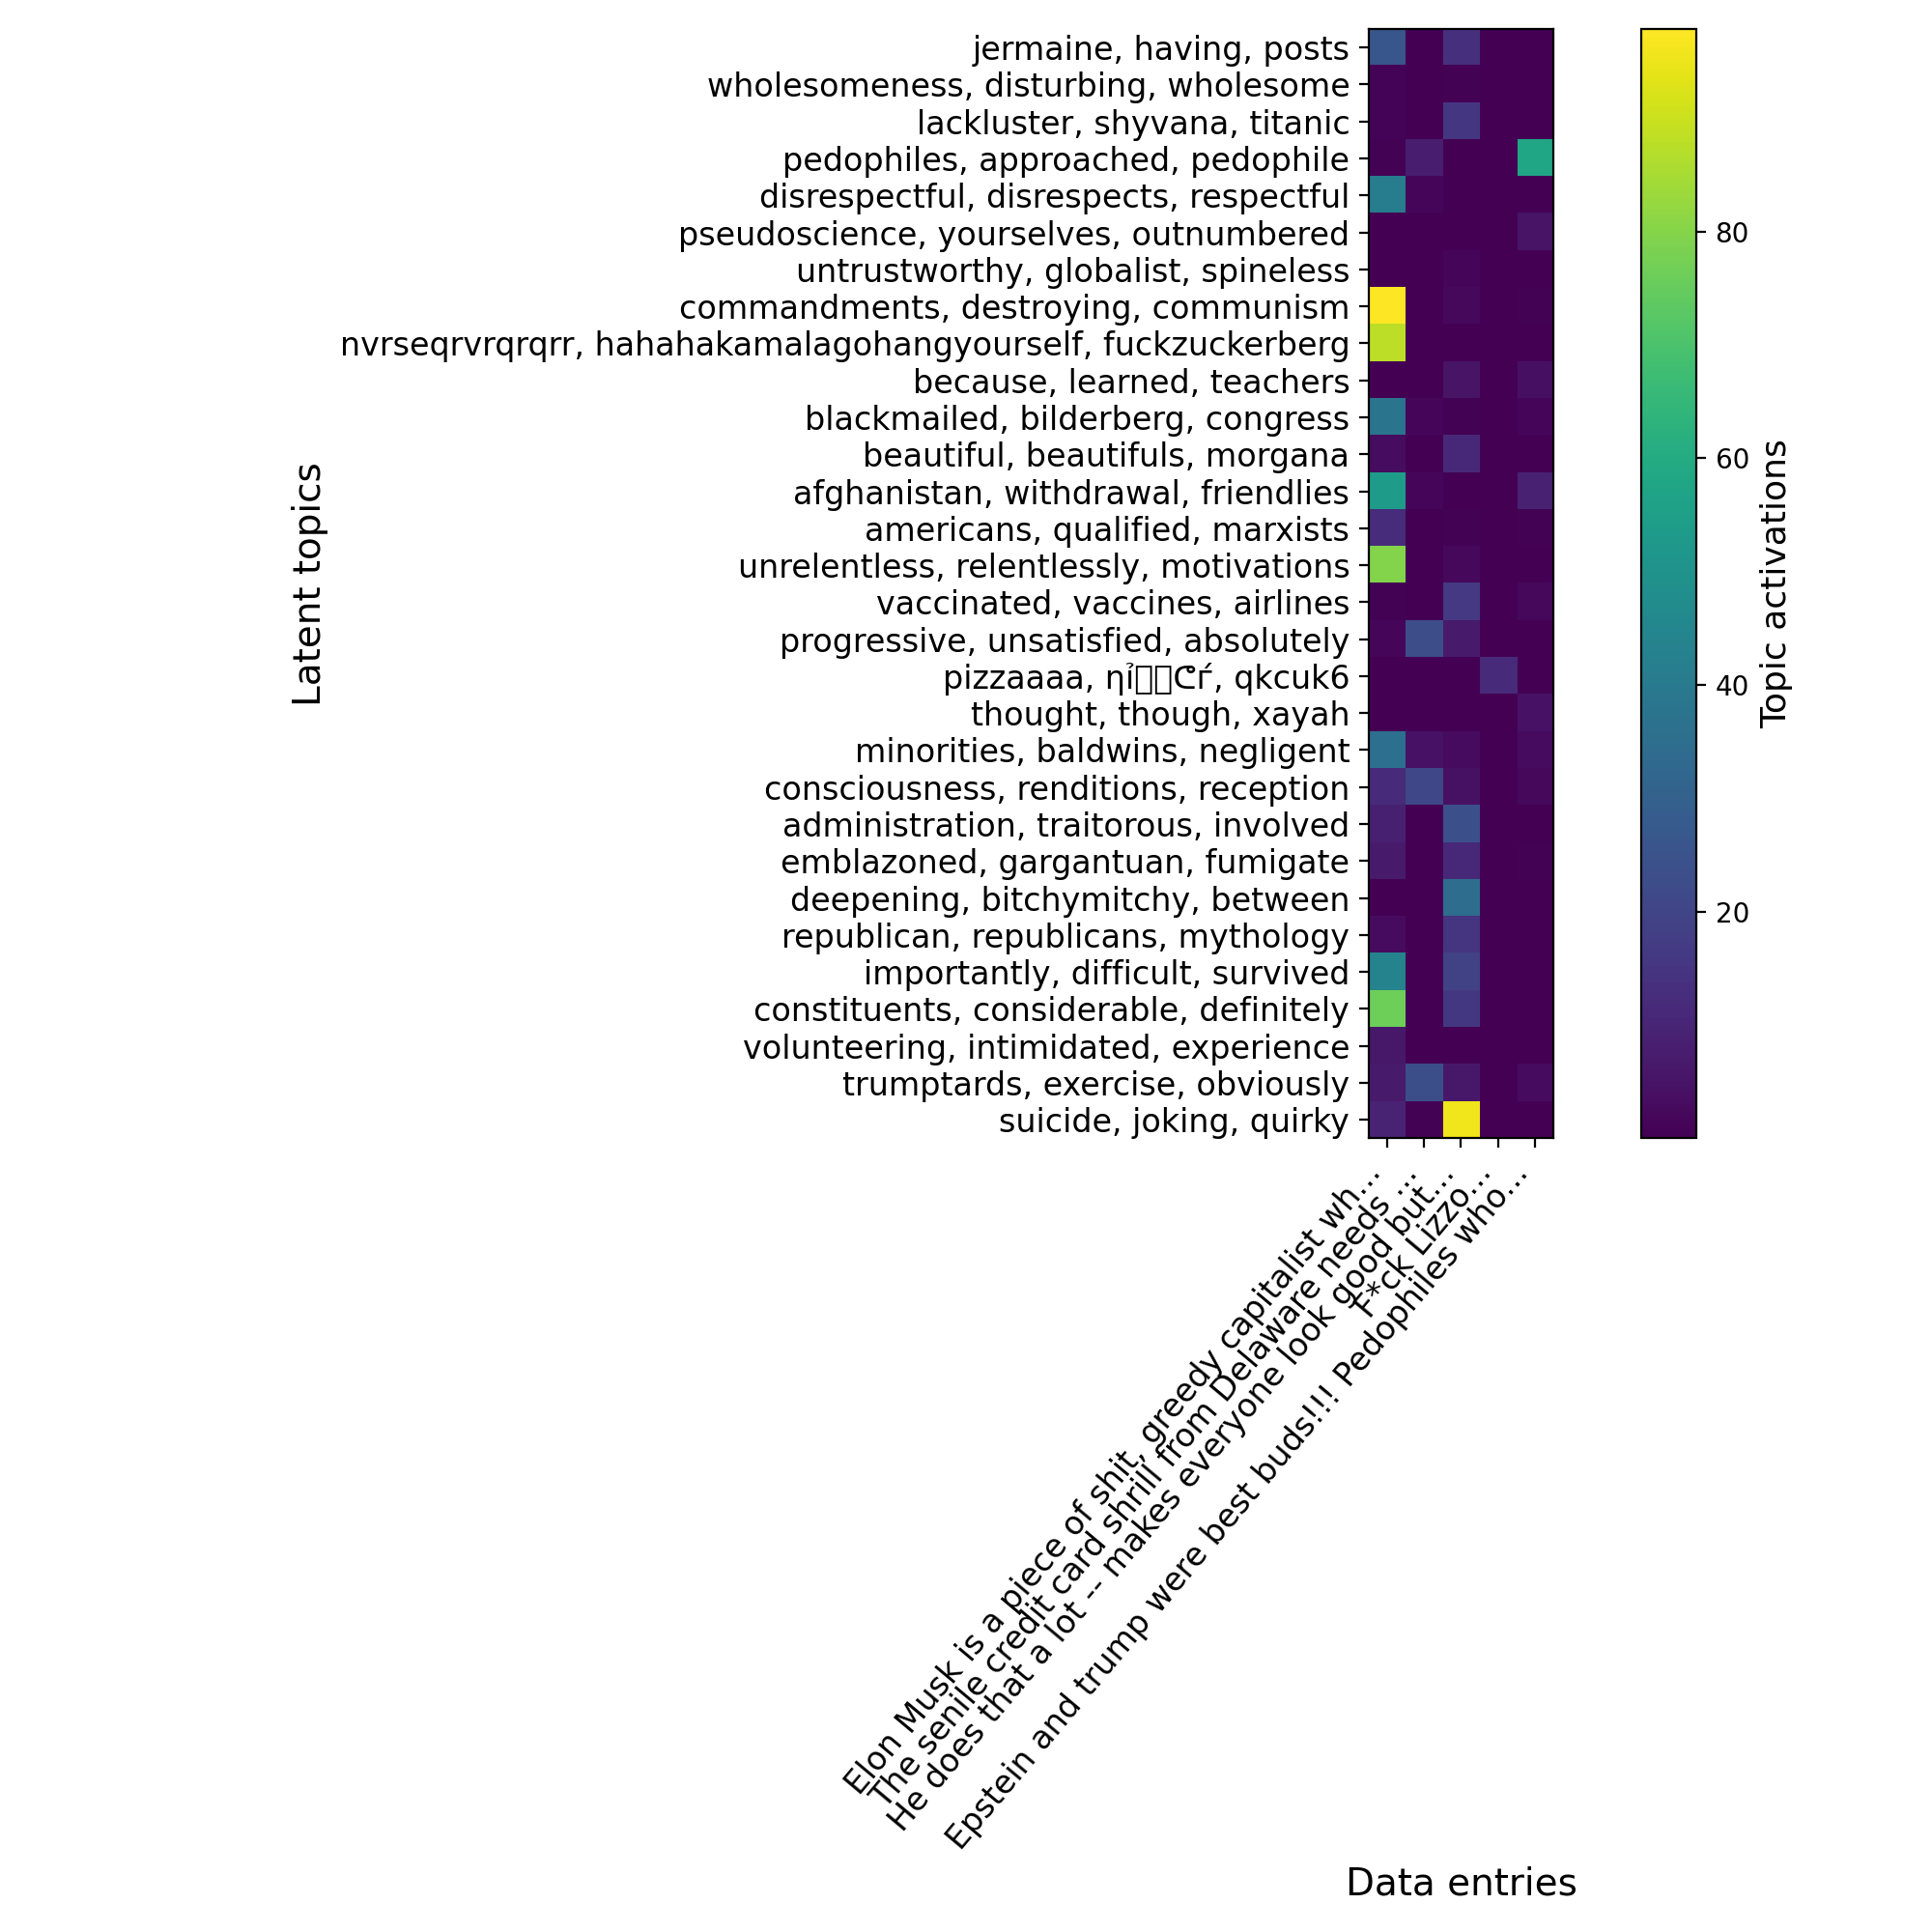 jermaine, having, posts
wholesomeness, disturbing, wholesome
lackluster, shyvana, titanic
pedophiles, approached, pedophile
disrespectful, disrespects, respectful
pseudoscience, yourselves, outnumbered
untrustworthy, globalist, spineless
commandments, destroying, communism
nvrseqrvrqrqrr, hahahakamalagohangyourself, fuckzuckerberg
because, learned, teachers
blackmailed, bilderberg, congress
beautiful, beautifuls, morgana
afghanistan, withdrawal, friendlies
americans, qualified, marxists
unrelentless, relentlessly, motivations
vaccinated, vaccines, airlines
progressive, unsatisfied, absolutely
pizzaaaa, qkcuk6
thought, though, xayah
minorities, baldwins, negligent
consciousness, renditions, reception
administration, traitorous, involved
emblazoned, gargantuan, fumigate
deepening, bitchymitchy, between
republican, republicans, mythology
importantly, difficult, survived
constituents, considerable, definitely
volunteering, intimidated, experience
trumptards, exercise, obviously
suicide, joking, quirky
Latent topics
Elon Musk is a piece of shit, greedy capitalist wh...
The senile credit card shrill from Delaware needs ...
He does that a lot -- makes everyone look good but...
F*ck Lizzo...
Epstein and trump were best buds!!! Pedophiles who...
Data entries
80
60
40
20
Topic activations